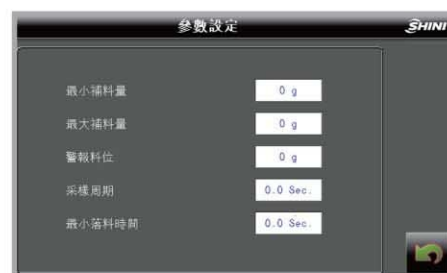 參數設定
SHINI
最小補料量
0 g
最大補料量
0 g
警報料位
0 g
采樣周期
0.0 Sec.
最小落料時間
0.0 Sec.